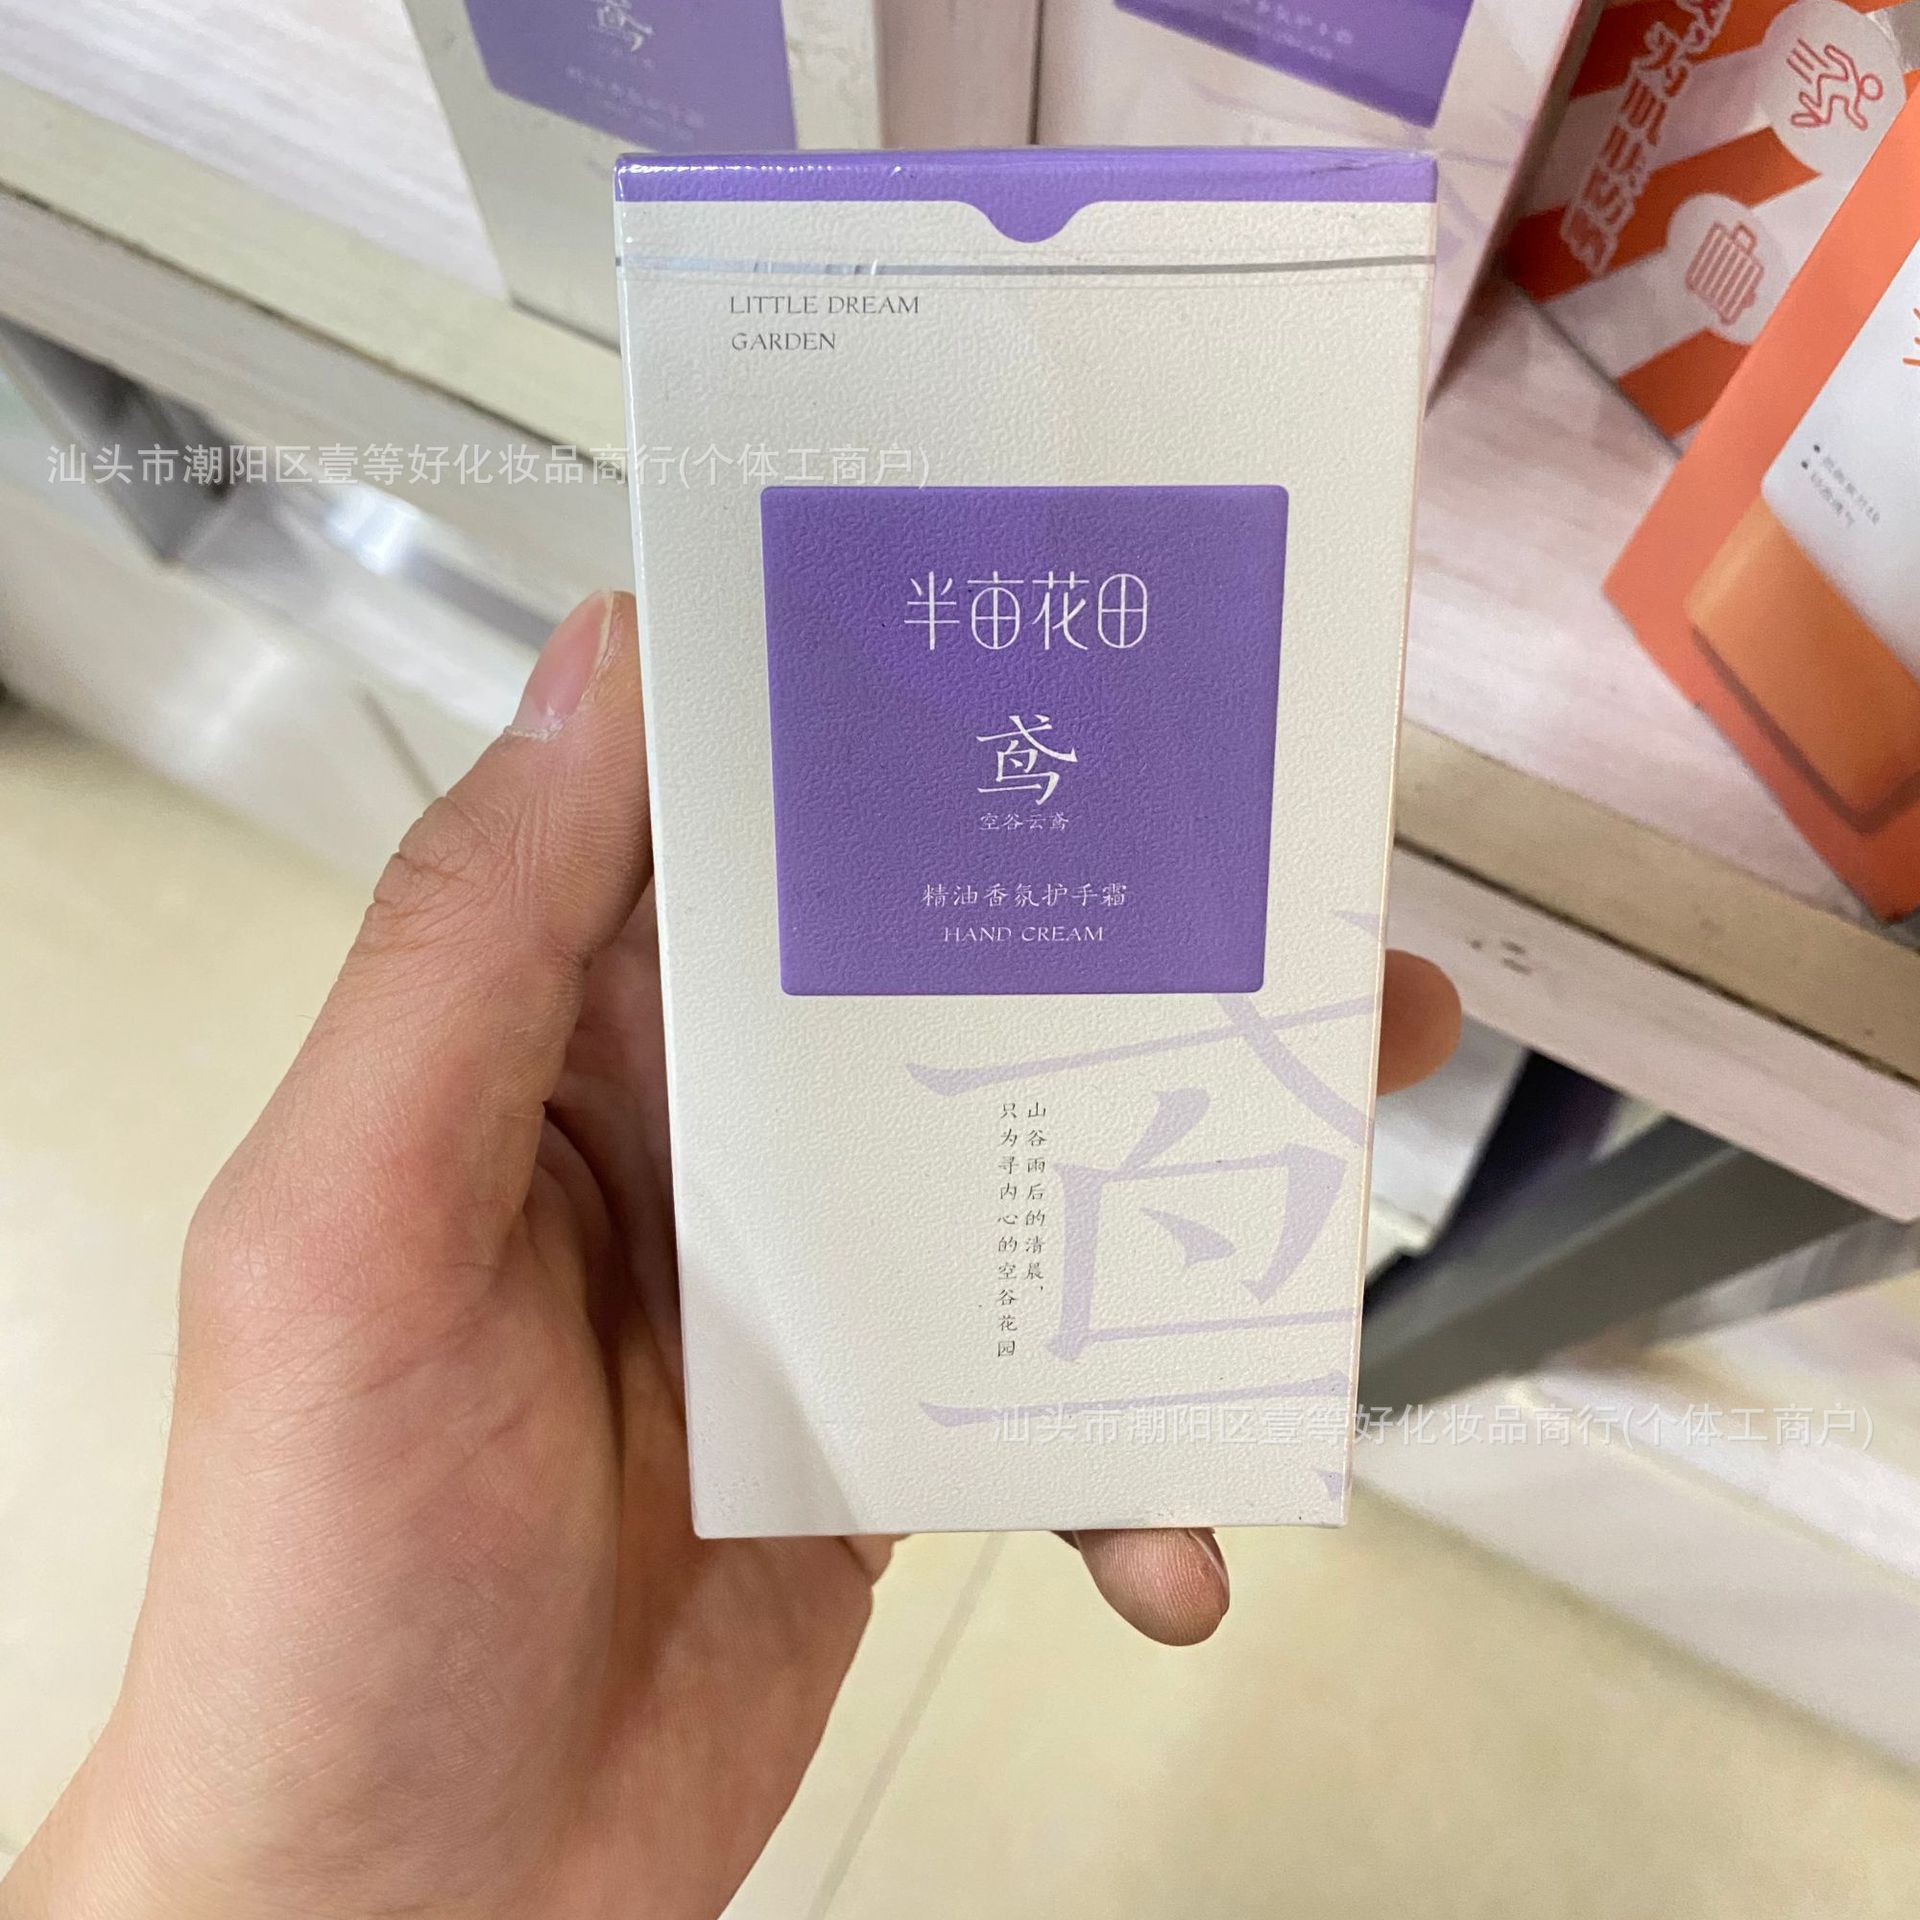 LITTLE DREAM
GARDEN
汕头市潮阳区壹等好化妆品商行(个体工商户)
半亩花田
鸢
空谷云鸢
精油香氛护手霜
HAND CREAM
山谷雨后的清晨，
只为寻内心的空谷花园
鸢
汕头市潮阳区壹等好化妆品商行(个体工商户)